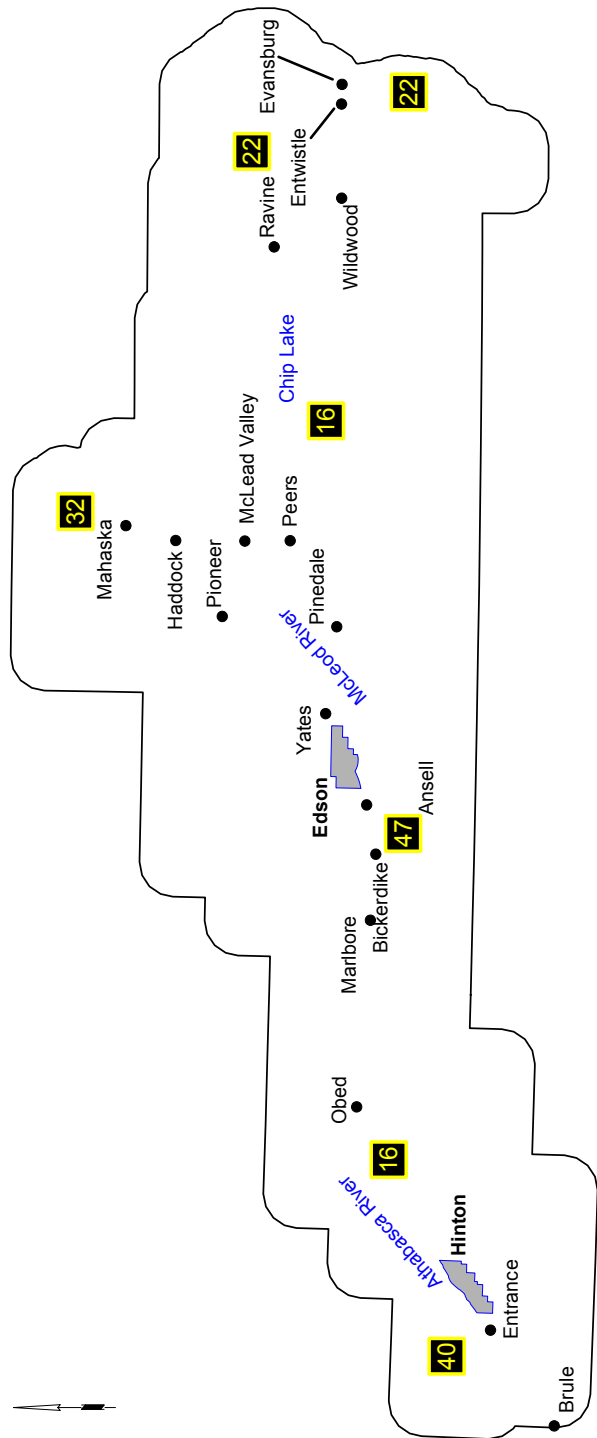 32
Mahaska
Haddock
Pioneer
McLead Valley
Peers
Pinedale
McLeod River
Yates
Edson
Ansell
47
Bickerdike
Marlbore
Obed
16
Athabasca River
Hinton
Entrance
40
Brule
Chip Lake
16
Ravine
22
Wildwood
Entwistle
Evansburg
22